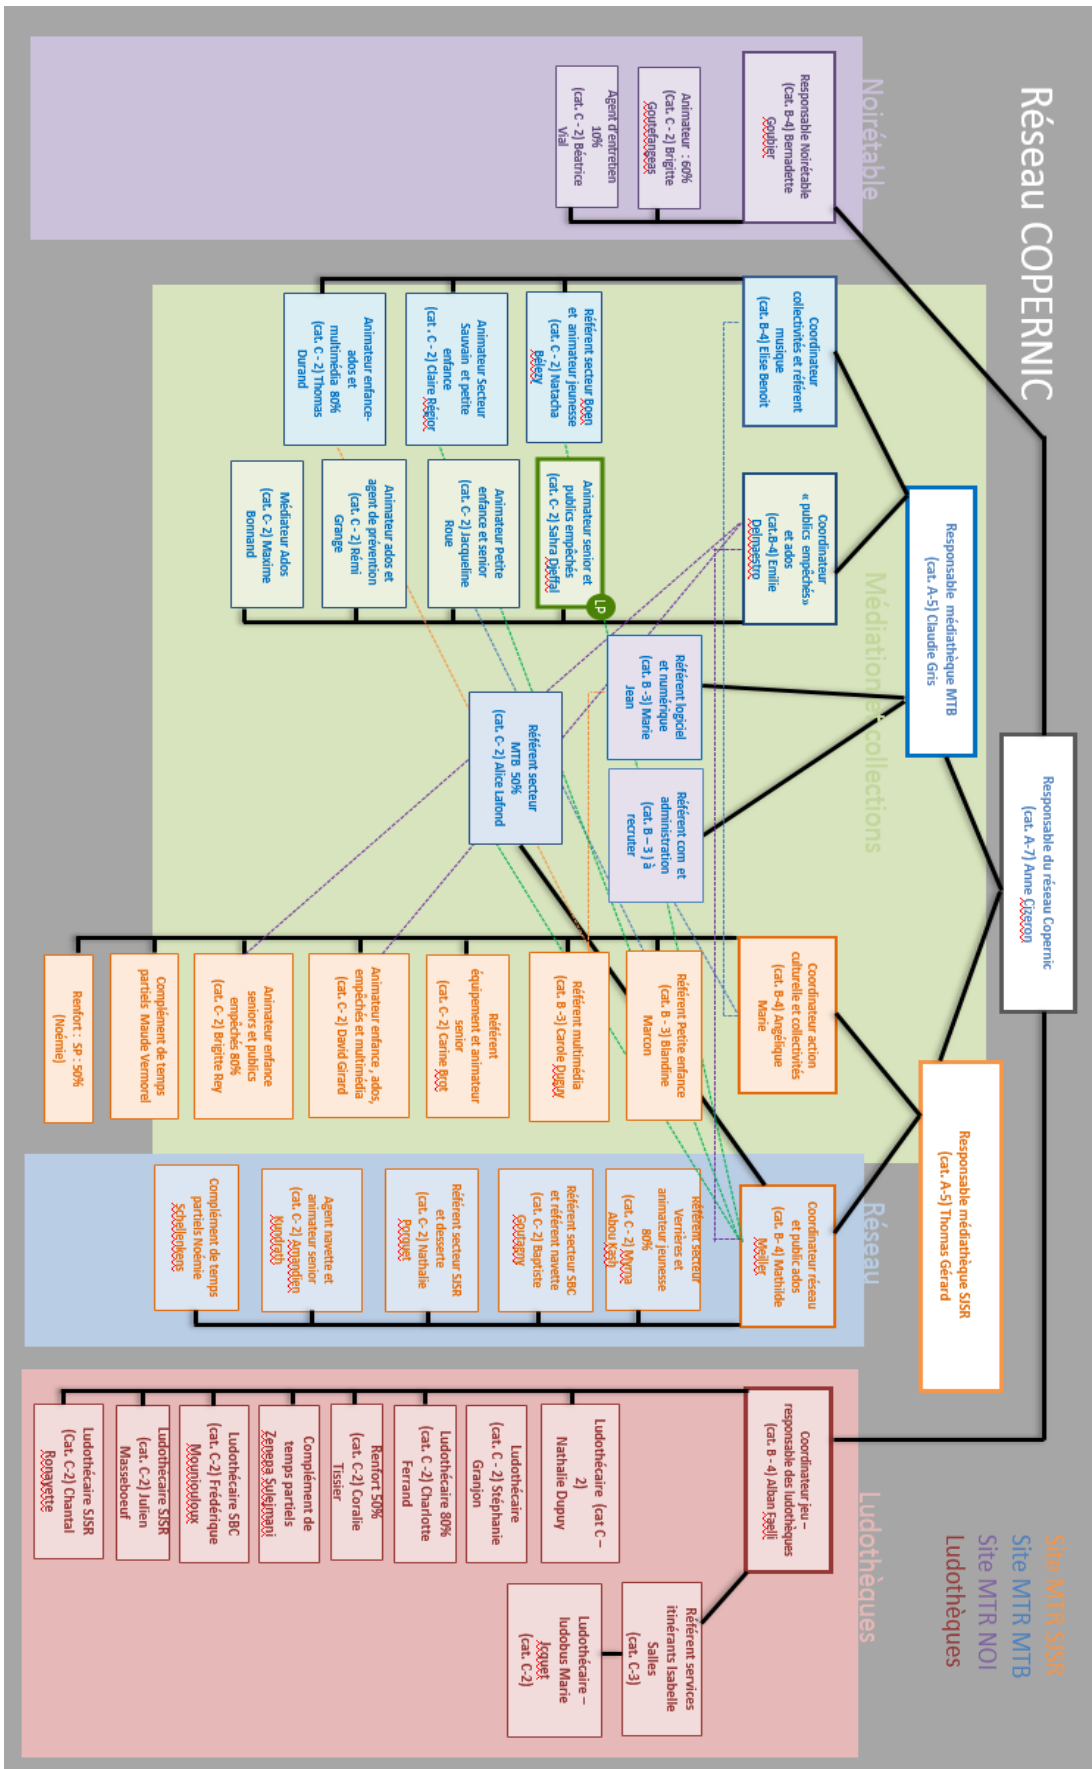 Réseau COPERNIC
Site MTR SJSR
Site MTR MTB
Site MTR NOI
Ludothèques
Responsable du réseau Copernic
(cat. A-7) Anne Cizeron
Responsable médiathèque MTB
(cat. A-5) Claudie Gris
Responsable médiathèque SJSR
(cat. A-5) Thomas Gérard
Noirétable
Médiation et collections
Réseau
Ludothèques
Responsable Noirétable
(Cat. B-4) Bernadette
Goubier
Animateur : 60%
(Cat. C - 2) Brigitte
Goutefangeas
Agent d'entretien
10%
(cat. C - 2) Béatrice
Vial
Coordinateur
collectivités et référent
musique
(cat. B-4) Elise Benoit
Référent secteur Boen
et animateur jeunesse
(cat. C - 2) Natacha
Bélezy
Animateur Secteur
Sauvain et petite
enfance
(cat . C - 2) Claire Régior
Animateur enfance-
ados et
multimédia 80%
(cat. C - 2) Thomas
Durand
Coordinateur
« publics empêchés»
et ados
(cat.B-4) Emilie
Delmaestro
Animateur senior et
publics empêchés
(cat. C- 2) Sahra Djeffal
LP
Animateur Petite
enfance et senior
(cat. C- 2) Jacqueline
Roue
Animateur ados et
agent de prévention
(cat. C - 2) Rémi
Grange
Médiateur Ados
(cat. C- 2) Maxime
Bonnand
Référent logiciel
et numérique
(cat. B -3) Marie
Jean
Référent com et
administration
(cat. B – 3 ) à
recruter
Référent secteur
MTB 50%
(cat. C- 2) Alice Lafond
Coordinateur action
culturelle et collectivités
(cat. B-4) Angélique
Marie
Référent Petite enfance
(cat. B - 3) Blandine
Marcon
Référent multimédia
(cat. B -3) Carole Duguy
Référent
équipement et animateur
senior
(cat. C- 2) Carine Brot
Animateur enfance , ados,
empêchés et multimédia
(cat. C- 2) David Girard
Animateur enfance
seniors et publics
empêchés 80%
(cat. C- 2) Brigitte Rey
Complément de temps
partiels Maude Vermorel
Renfort : SP : 50%
(Noémie)
Coordinateur réseau
et public ados
(cat. B- 4) Mathilde
Meiller
Référent secteur
Verrières et
animateur jeunesse
80%
(cat. C - 2) Myrna
Abou Kash
Référent secteur SBC
et référent navette
(cat. C- 2) Baptiste
Goutagny
Référent secteur SJSR
et desserte
(cat. C- 2) Nathalie
Porquet
Agent navette et
animateur senior
(cat. C- 2) Amandien
Kundrath
Complément de temps
partiels Noémie
Schellenkens
Coordinateur jeu –
responsable des ludothèques
(cat. B - 4) Alban Faelli
Ludothécaire (cat C –
2)
Nathalie Dupuy
Ludothécaire
(cat. C - 2) Stéphanie
Granjon
Ludothécaire 80%
(cat. C -2) Charlotte
Ferrand
Renfort 50%
(cat. C-2) Coralie
Tissier
Complément de
temps partiels
Zenepa Sulejmani
Ludothécaire SBC
(cat. C-2) Frédérique
Mouniouloux
Ludothécaire SJSR
(cat. C-2) Julien
Masseboeuf
Ludothécaire SJSR
(Cat. C-2) Chantal
Ronayette
Référent services
itinérants Isabelle
Salles
(cat. C-3)
Ludothécaire –
ludobus Marie
Jcquet
(cat. C-2)